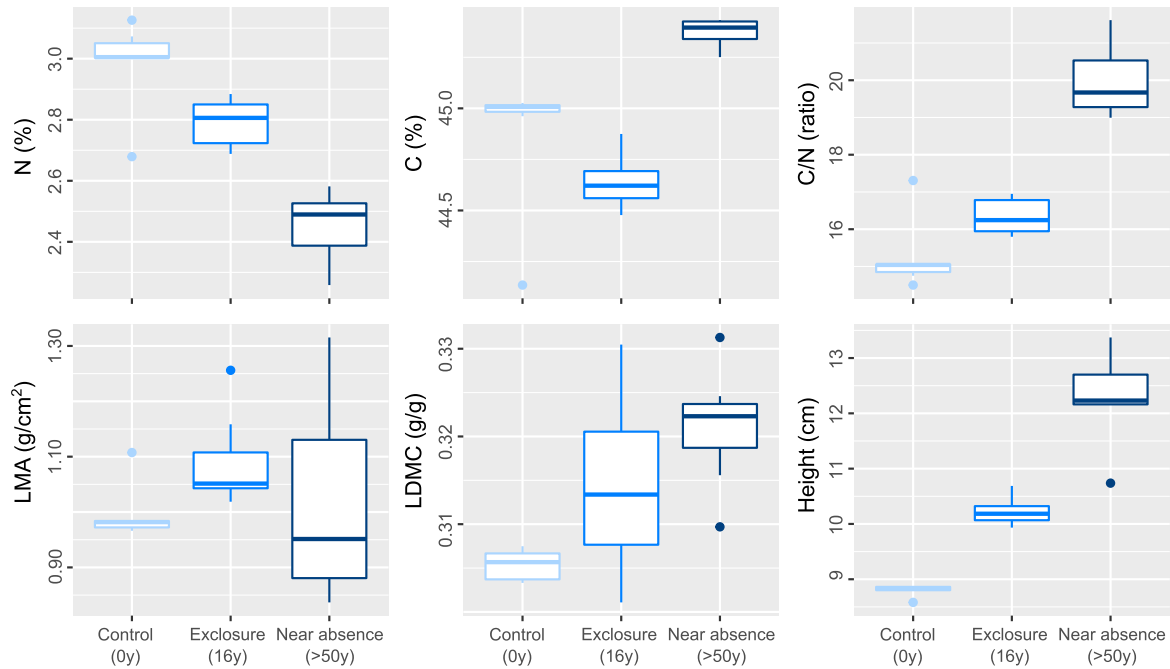 N (%)
3.0
2.8
2.6
2.4
C (%)
45.0
44.5
C/N (ratio)
20
18
16
LMA (g/cm²)
1.30
1.10
0.90
LDMC (g/g)
0.33
0.32
0.31
Height (cm)
13
12
11
10
9
Control
(0y)
Exclosure
(16y)
Near absence
(>50y)
Control
(0y)
Exclosure
(16y)
Near absence
(>50y)
Control
(0y)
Exclosure
(16y)
Near absence
(>50y)